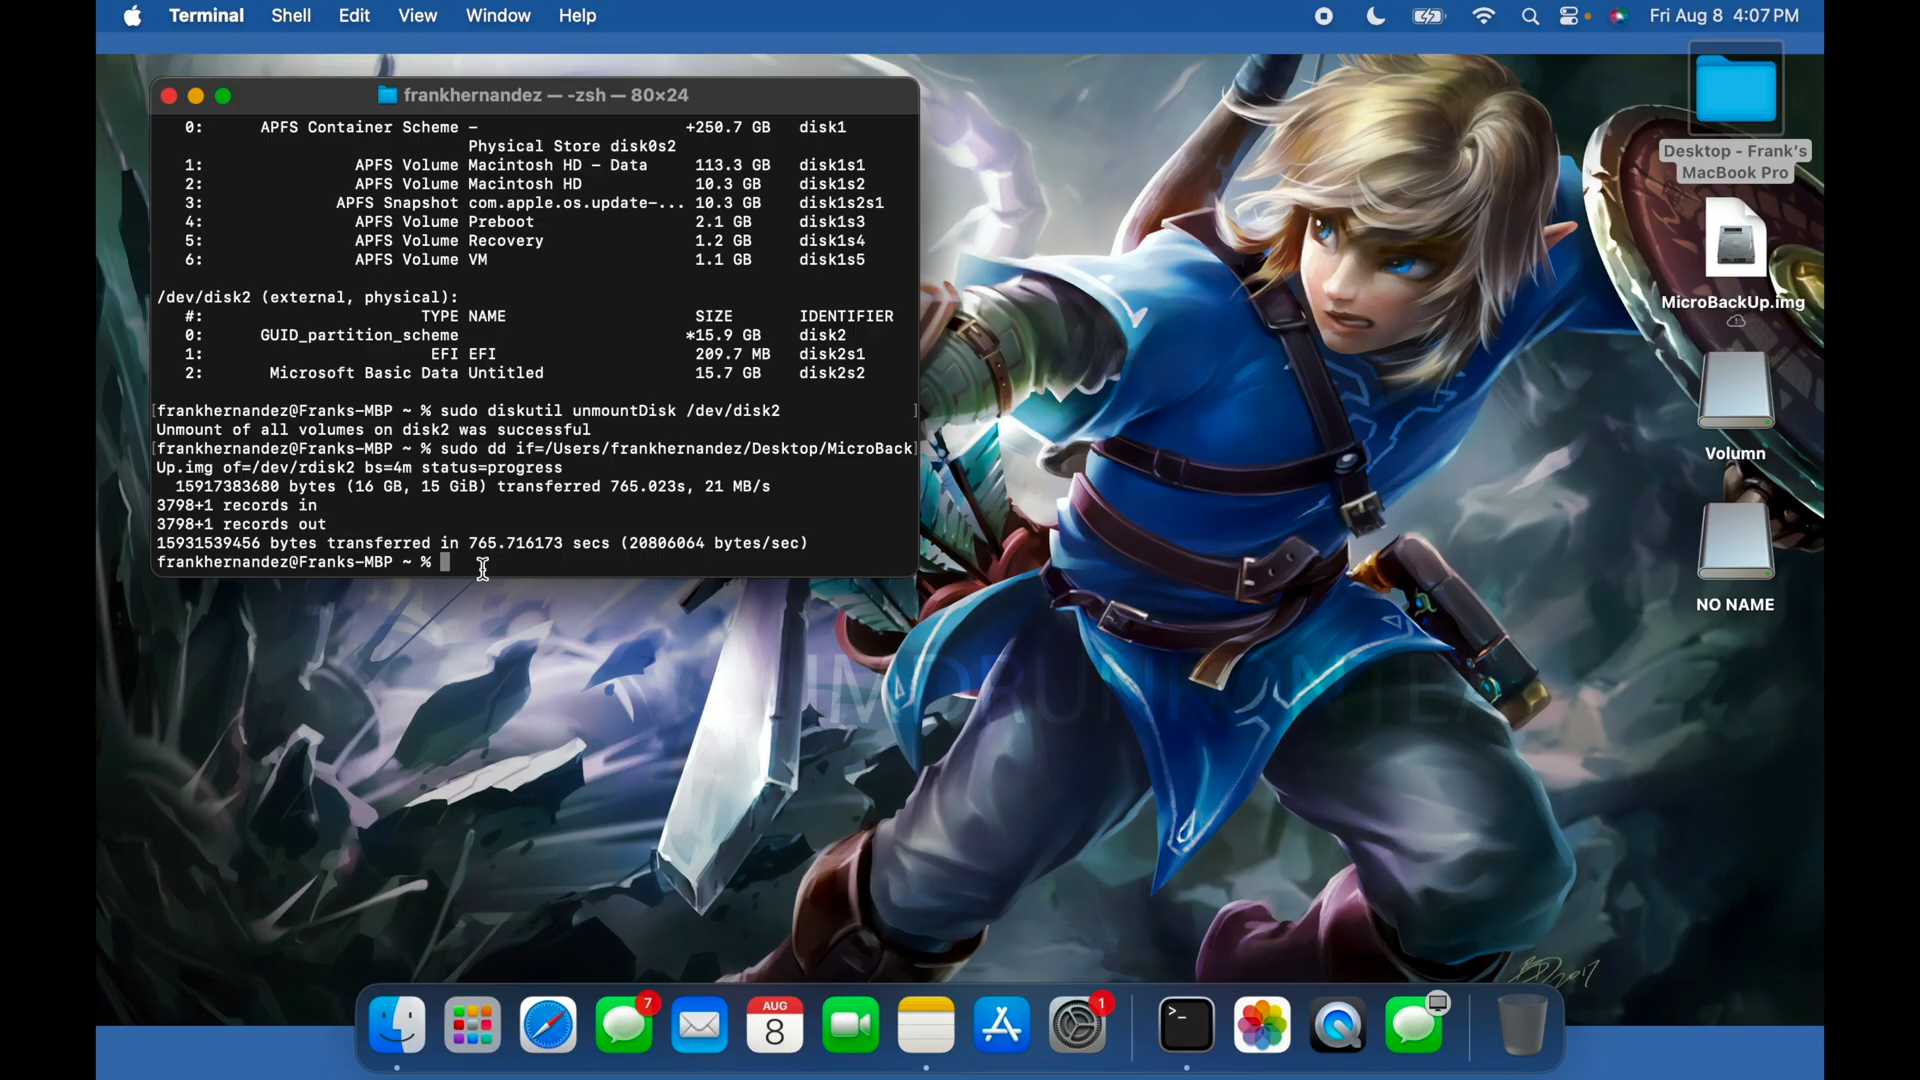 Terminal Shell Edit View Window Help Fri Aug 8 4:07 PM
frankhernandez — -zsh — 80×24
0: APFS Container Scheme - +250.7 GB disk1
Physical Store disk0s2
1: APFS Volume Macintosh HD - Data 113.3 GB disk1s1
2: APFS Volume Macintosh HD 10.3 GB disk1s2
3: APFS Snapshot com.apple.os.update-... 10.3 GB disk1s2s1
4: APFS Volume Preboot 2.1 GB disk1s3
5: APFS Volume Recovery 1.2 GB disk1s4
6: APFS Volume VM 1.1 GB disk1s5
/dev/disk2 (external, physical):
#: TYPE NAME SIZE IDENTIFIER
0: GUID_partition_scheme *15.9 GB disk2
1: EFI EFI 209.7 MB disk2s1
2: Microsoft Basic Data Untitled 15.7 GB disk2s2
[frankhernandez@Franks-MBP ~ % sudo diskutil unmountDisk /dev/disk2 ]
Unmount of all volumes on disk2 was successful
[frankhernandez@Franks-MBP ~ % sudo dd if=/Users/frankhernandez/Desktop/MicroBack]
Up.img of=/dev/rdisk2 bs=4m status=progress
15917383680 bytes (16 GB, 15 GiB) transferred 765.023s, 21 MB/s
3798+1 records in
3798+1 records out
15931539456 bytes transferred in 765.716173 secs (20806064 bytes/sec)
frankhernandez@Franks-MBP ~ %
Desktop - Frank's
MacBook Pro
MicroBackUp.img
Volumn
NO NAME
7
AUG
8
1
>_